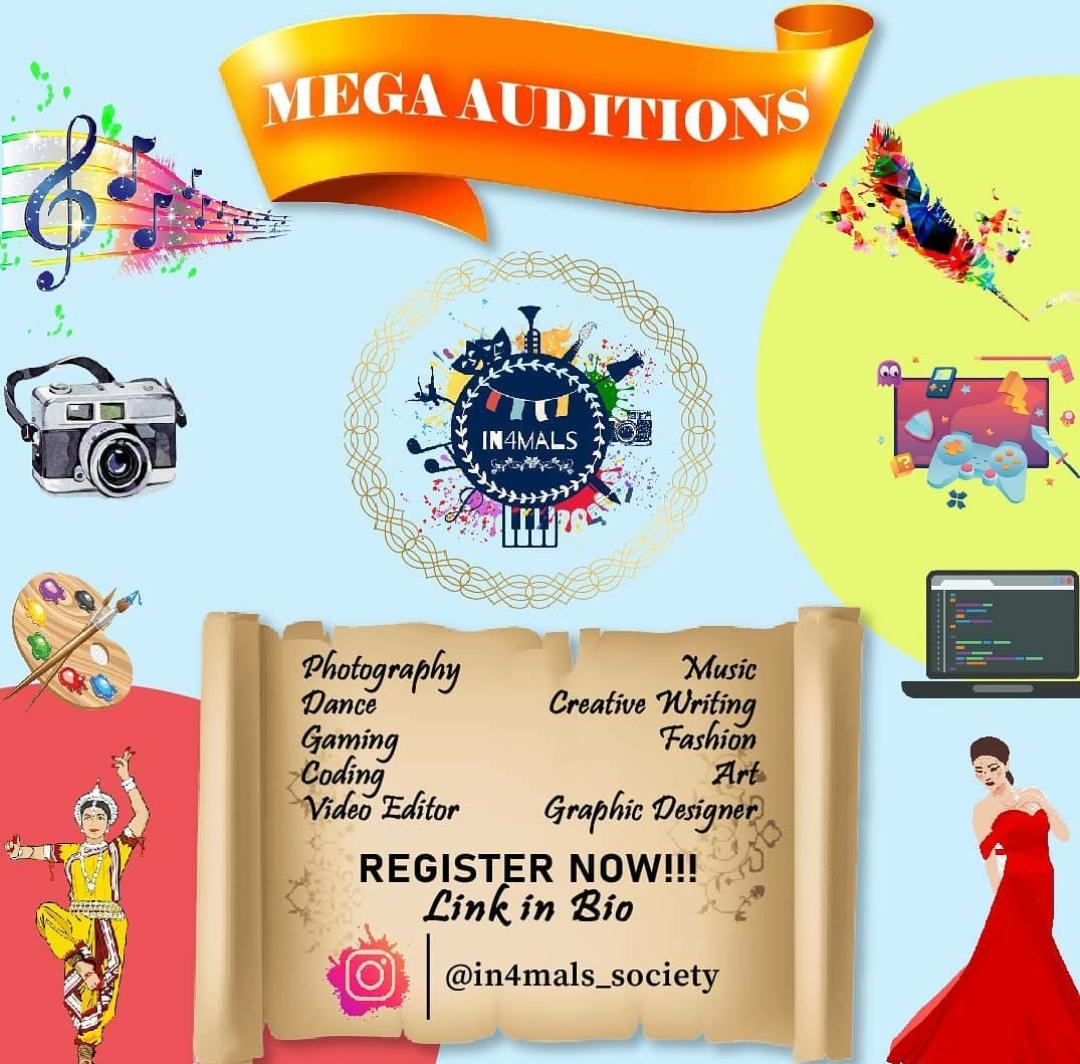 MEGA AUDITIONS
IN4MALS
Photography
Dance
Gaming
Coding
Video Editor
Music
Creative Writing
Fashion
Art
Graphic Designer
REGISTER NOW!!!
Link in Bio
@in4mals_society